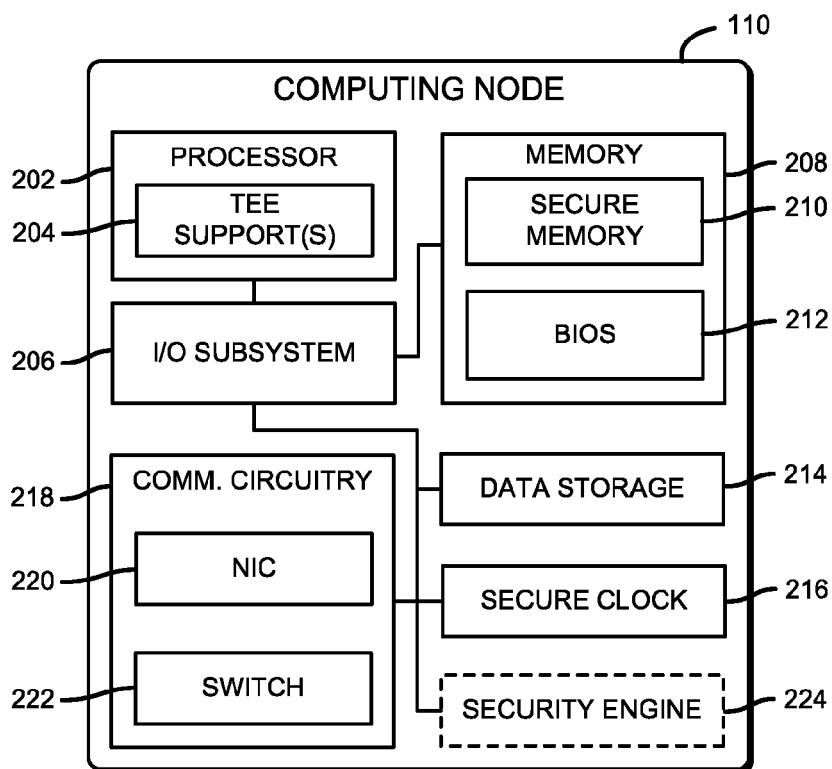 110
COMPUTING NODE
PROCESSOR
202
TEE
SUPPORT(S)
204
MEMORY
208
SECURE
MEMORY
210
I/O SUBSYSTEM
206
BIOS
212
COMM. CIRCUITRY
218
DATA STORAGE
214
NIC
220
SECURE CLOCK
216
SWITCH
222
SECURITY ENGINE
224